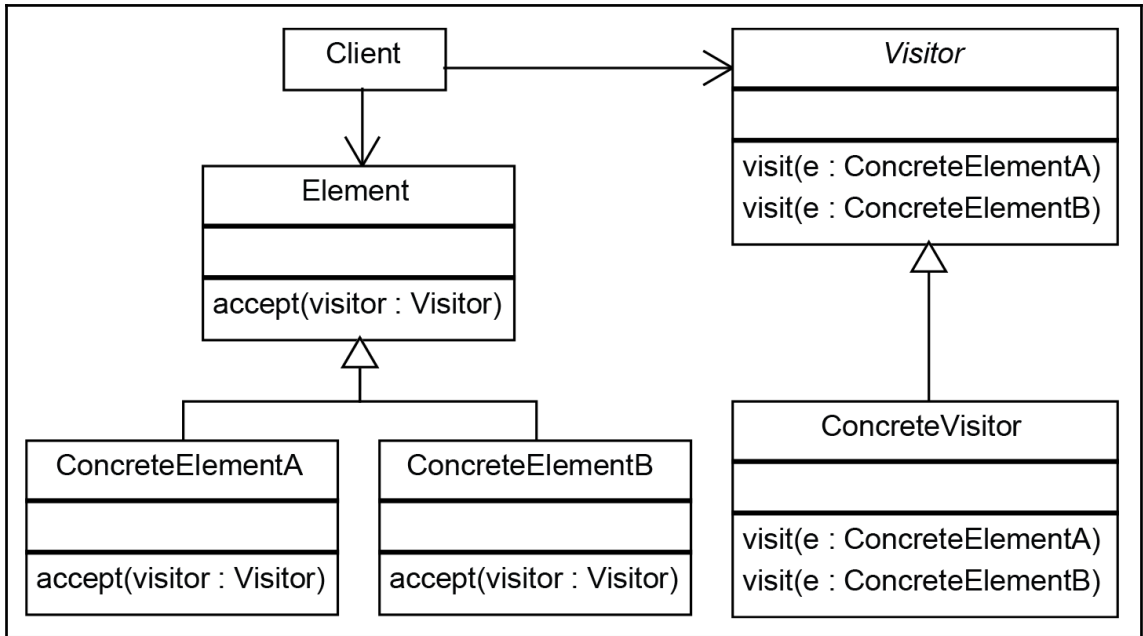 Client
Visitor
visit(e : ConcreteElementA)
visit(e : ConcreteElementB)
Element
accept(visitor : Visitor)
ConcreteElementA
accept(visitor : Visitor)
ConcreteElementB
accept(visitor : Visitor)
ConcreteVisitor
visit(e : ConcreteElementA)
visit(e : ConcreteElementB)